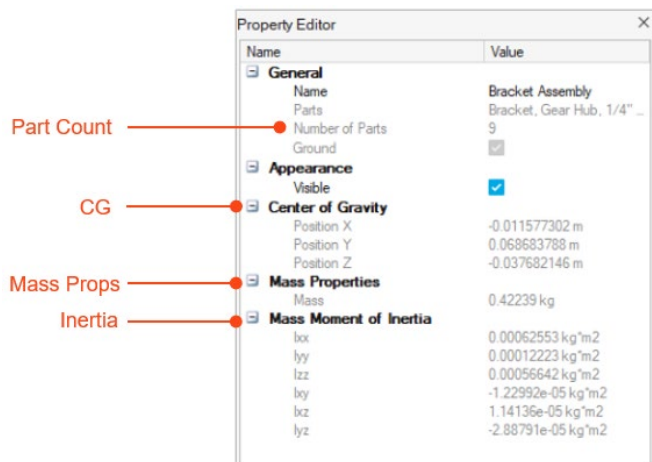 Property Editor
Name Value
General
Name Bracket Assembly
Parts Bracket, Gear Hub, 1/4" ...
Part Count Number of Parts 9
Ground
Appearance
Visible
CG Center of Gravity
Position X -0.011577302 m
Position Y 0.068683788 m
Position Z -0.037682146 m
Mass Props Mass Properties
Mass 0.42239 kg
Inertia Mass Moment of Inertia
Ixx 0.00062553 kg*m2
Iyy 0.00012223 kg*m2
Izz 0.00056642 kg*m2
Ixy -1.22992e-05 kg*m2
Ixz 1.14136e-05 kg*m2
Iyz -2.88791e-05 kg*m2